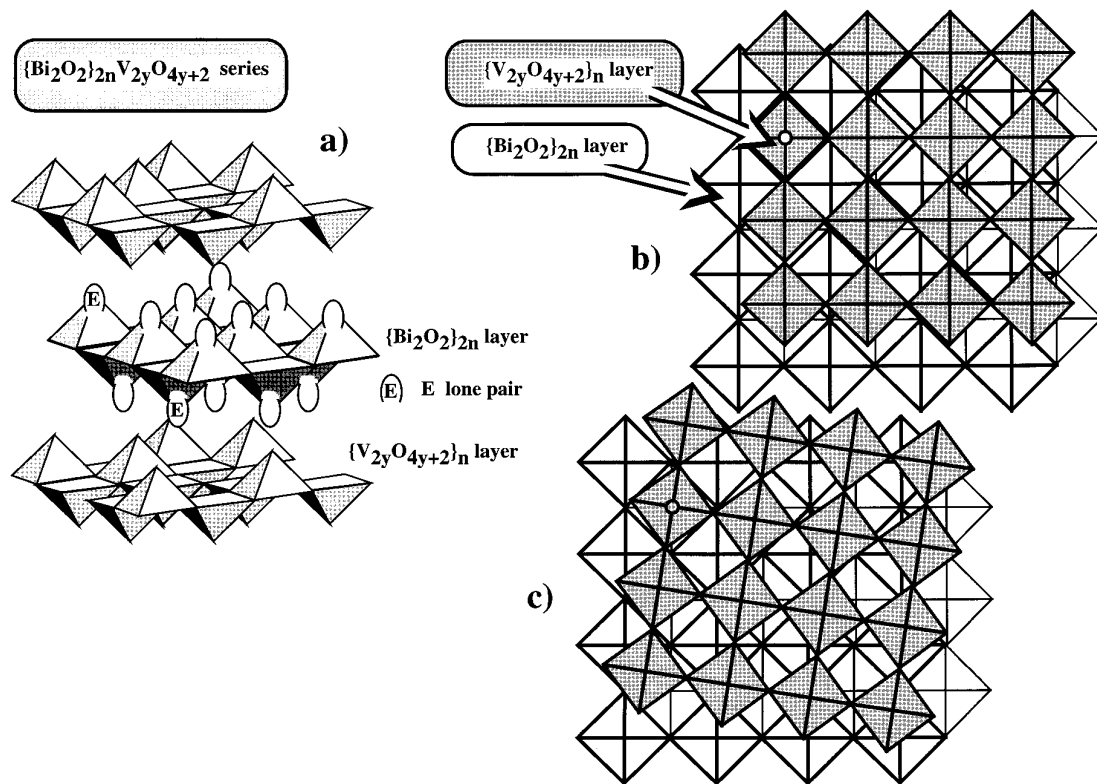 {Bi2O2}2nV2yO4y+2 series
a)
E
{Bi2O2}2n layer
E E lone pair
E
{V2yO4y+2}n layer
{V2yO4y+2}n layer
{Bi2O2}2n layer
b)
c)